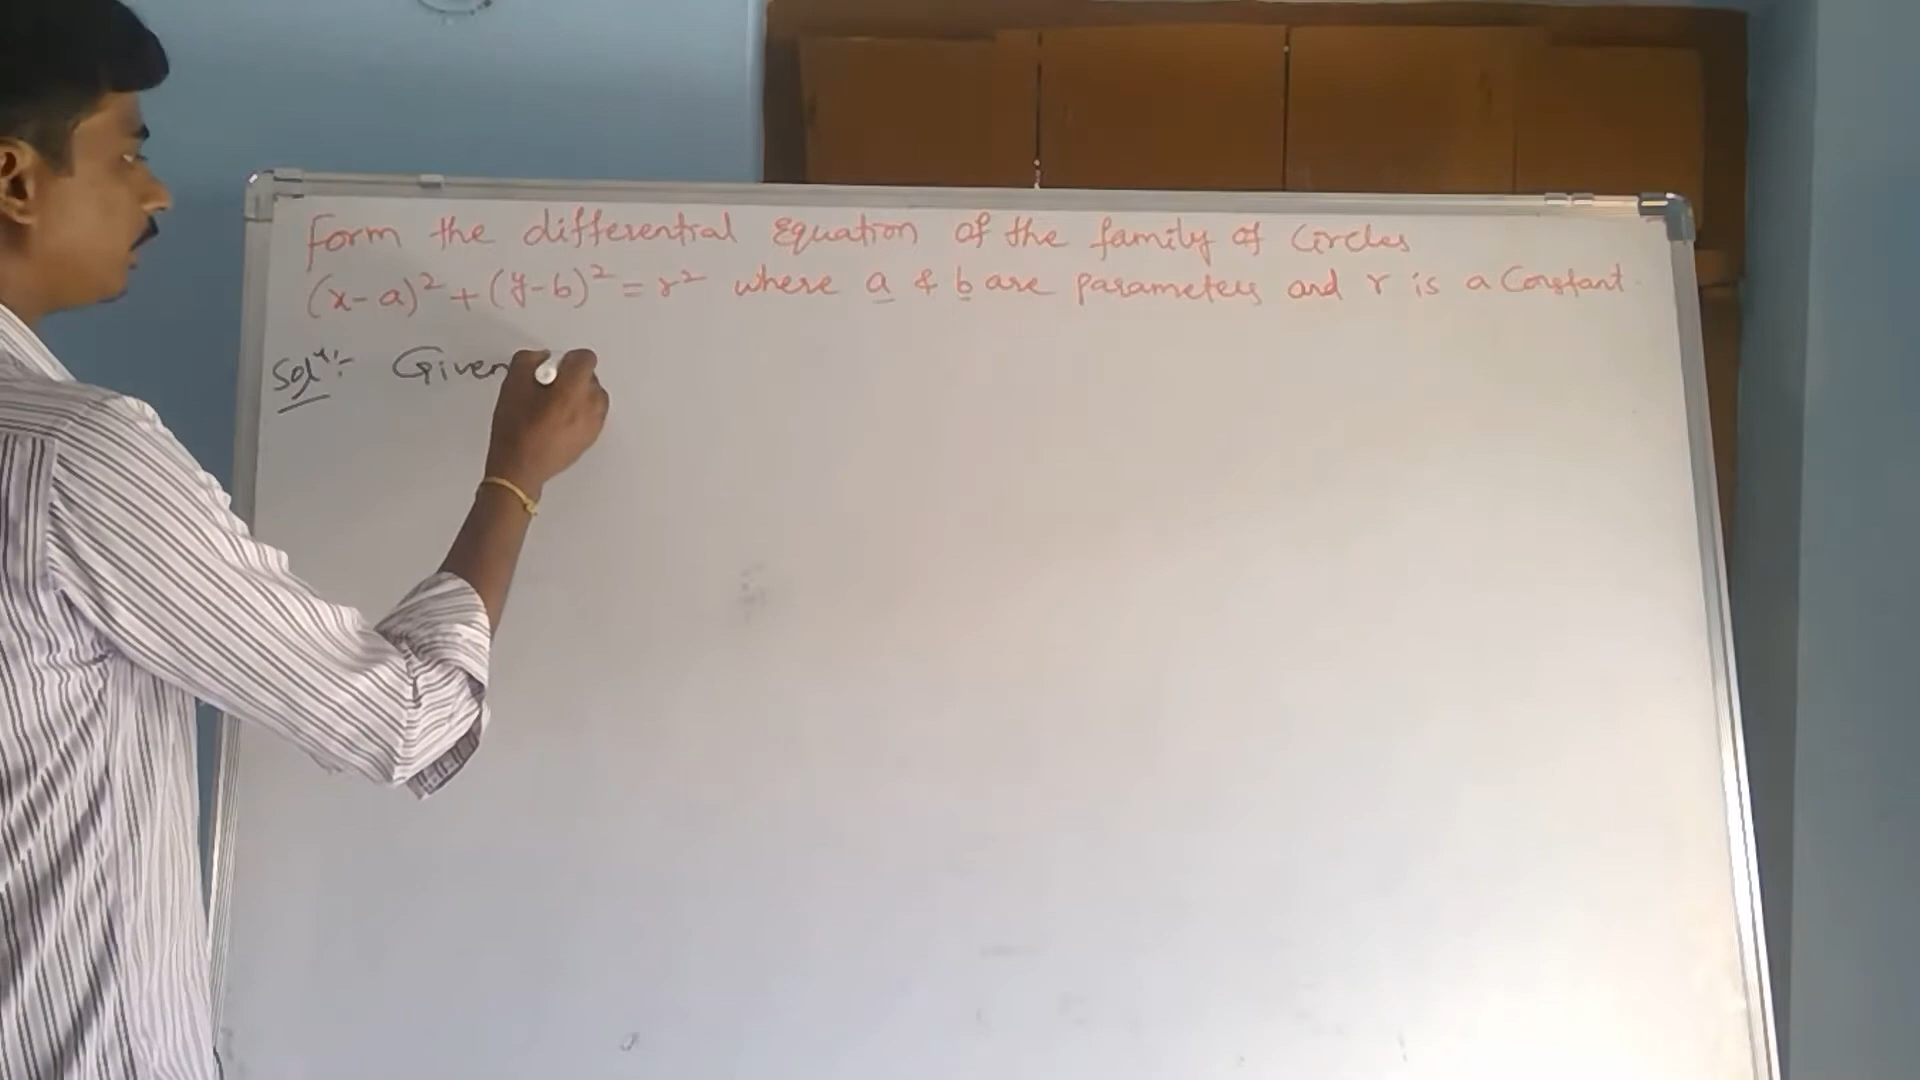 Form the differential Equation of the family of Circles
(x-a)² + (y-b)² = r² where a & b are parameters and r is a Constant.
Solⁿ:- Given